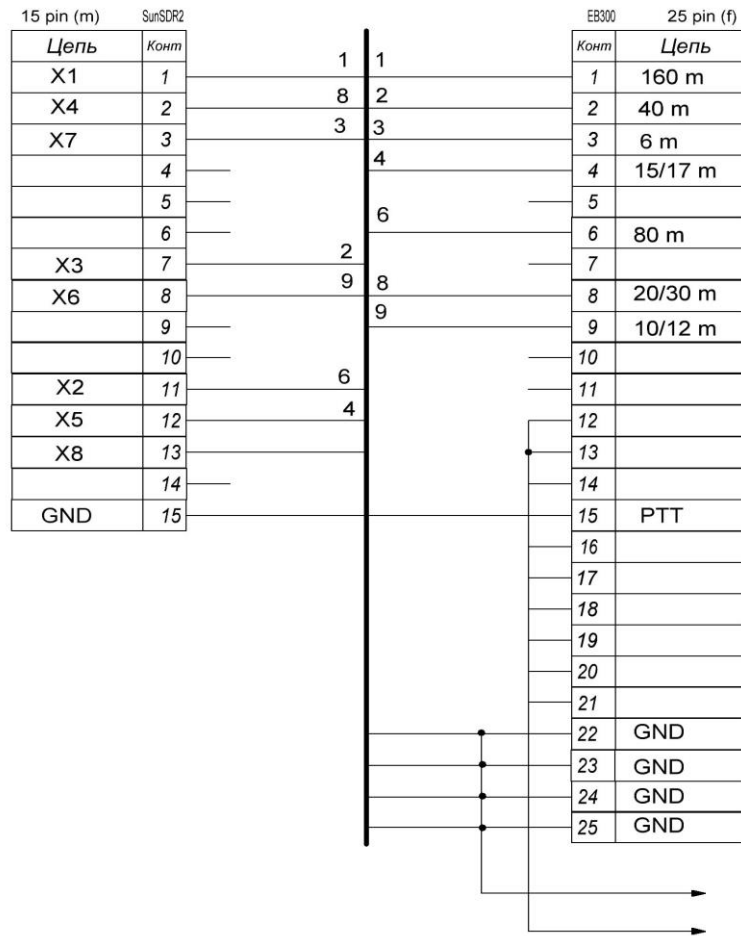 15 pin (m) SunSDR2 EB300 25 pin (f)
Цепь Конт Конт Цепь
X1 1 1 1 1 160 m
X4 2 8 2 2 40 m
X7 3 3 3 3 6 m
4 4 4 15/17 m
5 5
6 6 6 80 m
X3 7 2 7
X6 8 9 8 8 20/30 m
9 9 9 10/12 m
10 10
X2 11 6 11
X5 12 4 12
X8 13 13
14 14
GND 15 15 PTT
16
17
18
19
20
21
22 GND
23 GND
24 GND
25 GND